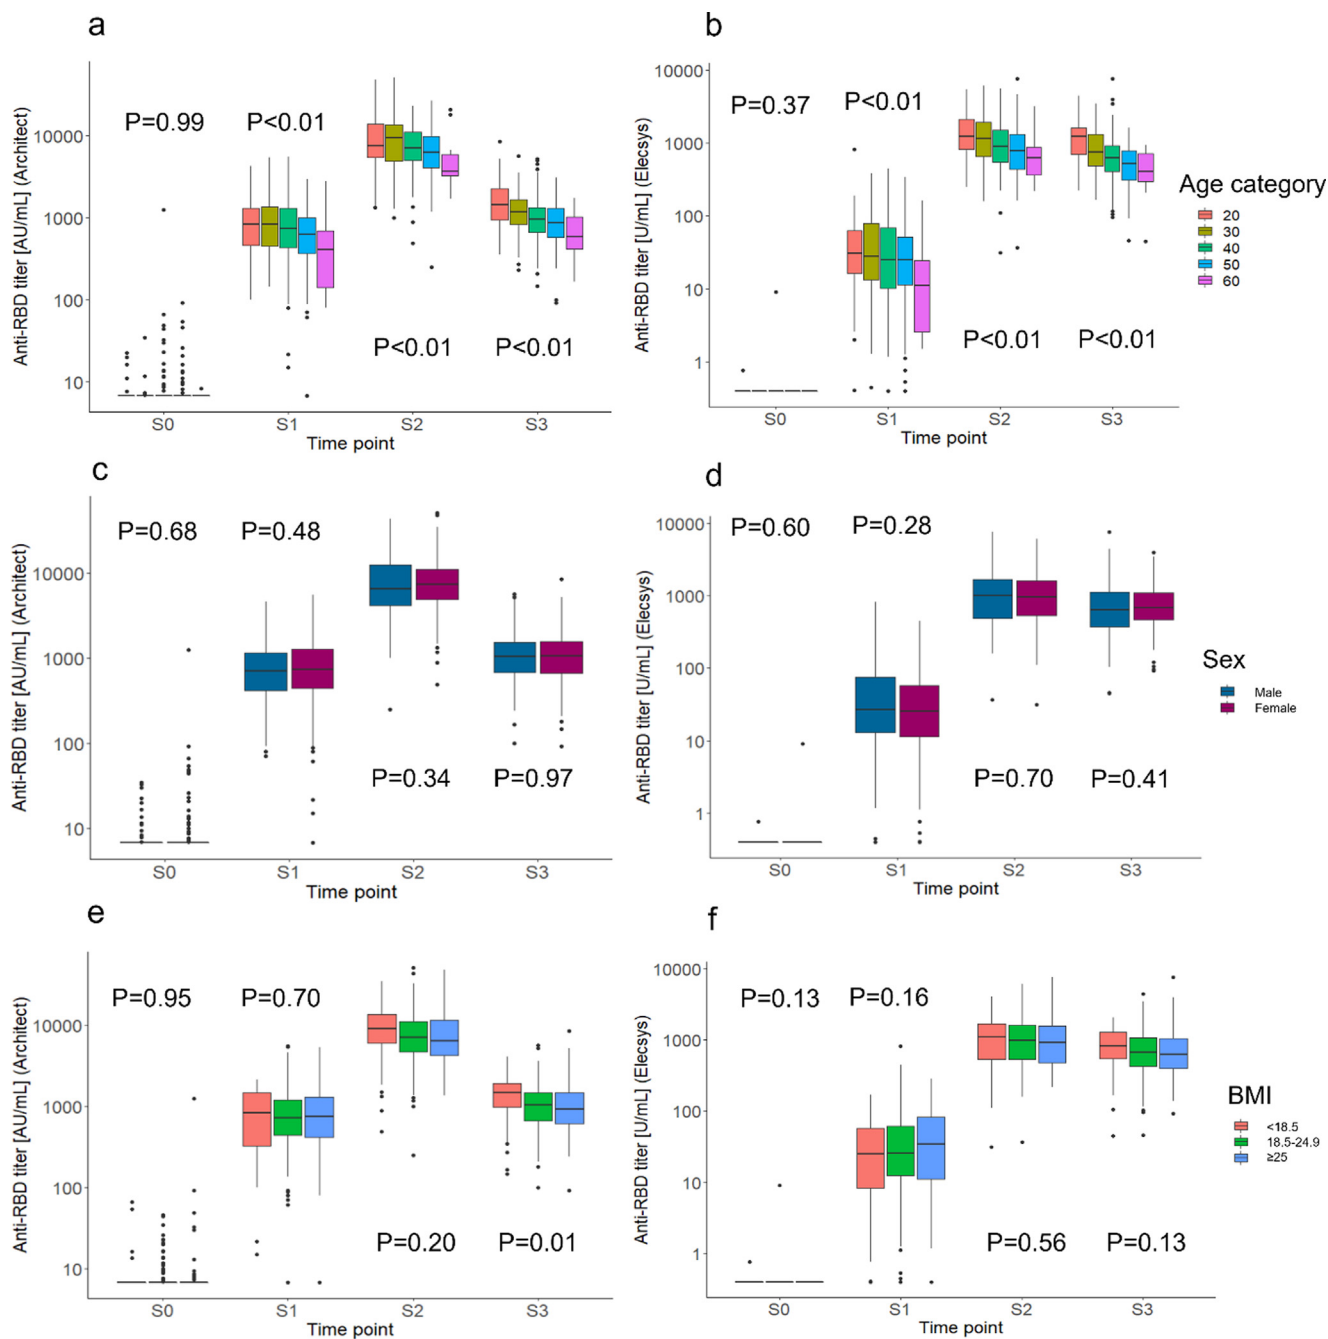 a
Anti-RBD titer [AU/mL] (Architect)
10000
1000
100
10
P=0.99
P<0.01
P<0.01
P<0.01
S0
S1
S2
S3
Time point
b
Anti-RBD titer [U/mL] (Elecsys)
10000
1000
100
10
1
P=0.37
P<0.01
P<0.01
P<0.01
S0
S1
S2
S3
Time point
Age category
20
30
40
50
60
c
Anti-RBD titer [AU/mL] (Architect)
10000
1000
100
10
P=0.68
P=0.48
P=0.34
P=0.97
S0
S1
S2
S3
Time point
d
Anti-RBD titer [U/mL] (Elecsys)
10000
1000
100
10
1
P=0.60
P=0.28
P=0.70
P=0.41
S0
S1
S2
S3
Time point
Sex
Male
Female
e
Anti-RBD titer [AU/mL] (Architect)
10000
1000
100
10
P=0.95
P=0.70
P=0.20
P=0.01
S0
S1
S2
S3
Time point
f
Anti-RBD titer [U/mL] (Elecsys)
10000
1000
100
10
1
P=0.13
P=0.16
P=0.56
P=0.13
S0
S1
S2
S3
Time point
BMI
<18.5
18.5-24.9
≥25